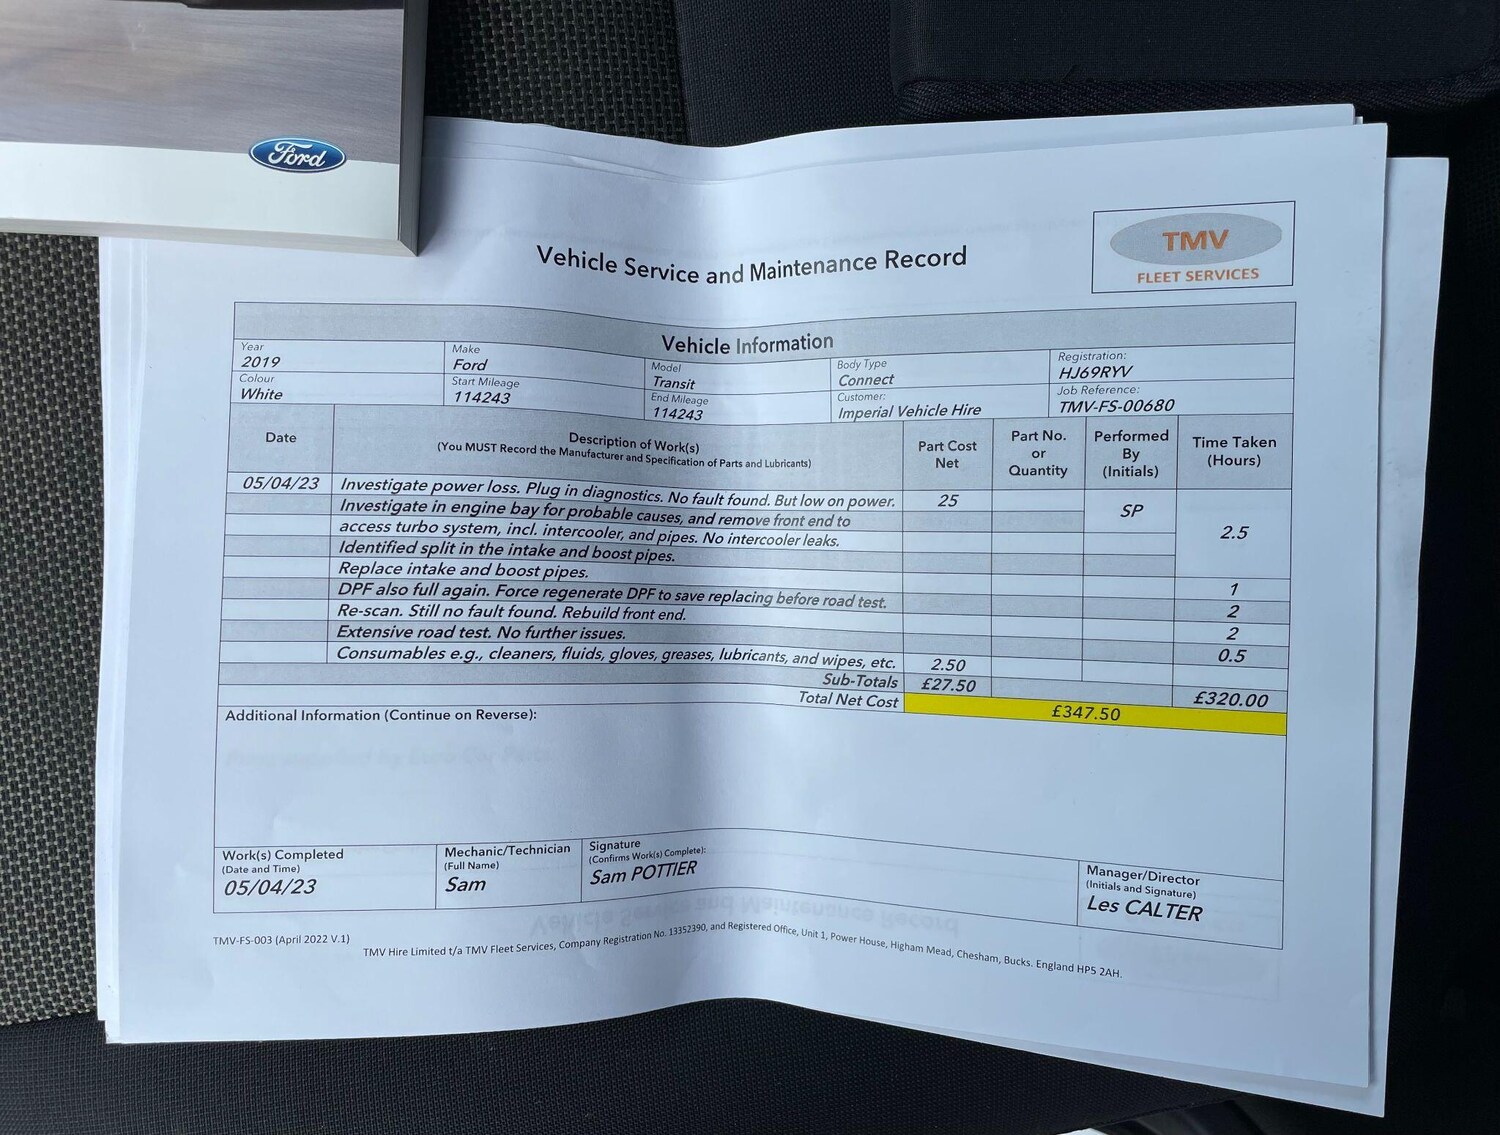 Ford
Vehicle Service and Maintenance Record
TMV
FLEET SERVICES
Vehicle Information
Year
2019
Make
Ford
Model
Transit
Body Type
Connect
Registration:
HJ69RYV
Colour
White
Start Mileage
114243
End Mileage
114243
Customer:
Imperial Vehicle Hire
Job Reference:
TMV-FS-00680
Date
Description of Work(s)
(You MUST Record the Manufacturer and Specification of Parts and Lubricants)
Part Cost
Net
Part No.
or
Quantity
Performed
By
(Initials)
Time Taken
(Hours)
05/04/23
Investigate power loss. Plug in diagnostics. No fault found. But low on power.
25
SP
2.5
Investigate in engine bay for probable causes, and remove front end to
access turbo system, incl. intercooler, and pipes. No intercooler leaks.
Identified split in the intake and boost pipes.
Replace intake and boost pipes.
1
DPF also full again. Force regenerate DPF to save replacing before road test.
2
Re-scan. Still no fault found. Rebuild front end.
2
Extensive road test. No further issues.
0.5
Consumables e.g., cleaners, fluids, gloves, greases, lubricants, and wipes, etc.
2.50
Sub-Totals
£27.50
£320.00
Total Net Cost
£347.50
Additional Information (Continue on Reverse):
Work(s) Completed
(Date and Time)
05/04/23
Mechanic/Technician
(Full Name)
Sam
Signature
(Confirms Work(s) Complete):
Sam POTTIER
Manager/Director
(Initials and Signature)
Les CALTER
TMV-FS-003 (April 2022 V.1)
TMV Hire Limited t/a TMV Fleet Services, Company Registration No. 13352390, and Registered Office, Unit 1, Power House, Higham Mead, Chesham, Bucks. England HP5 2AH.